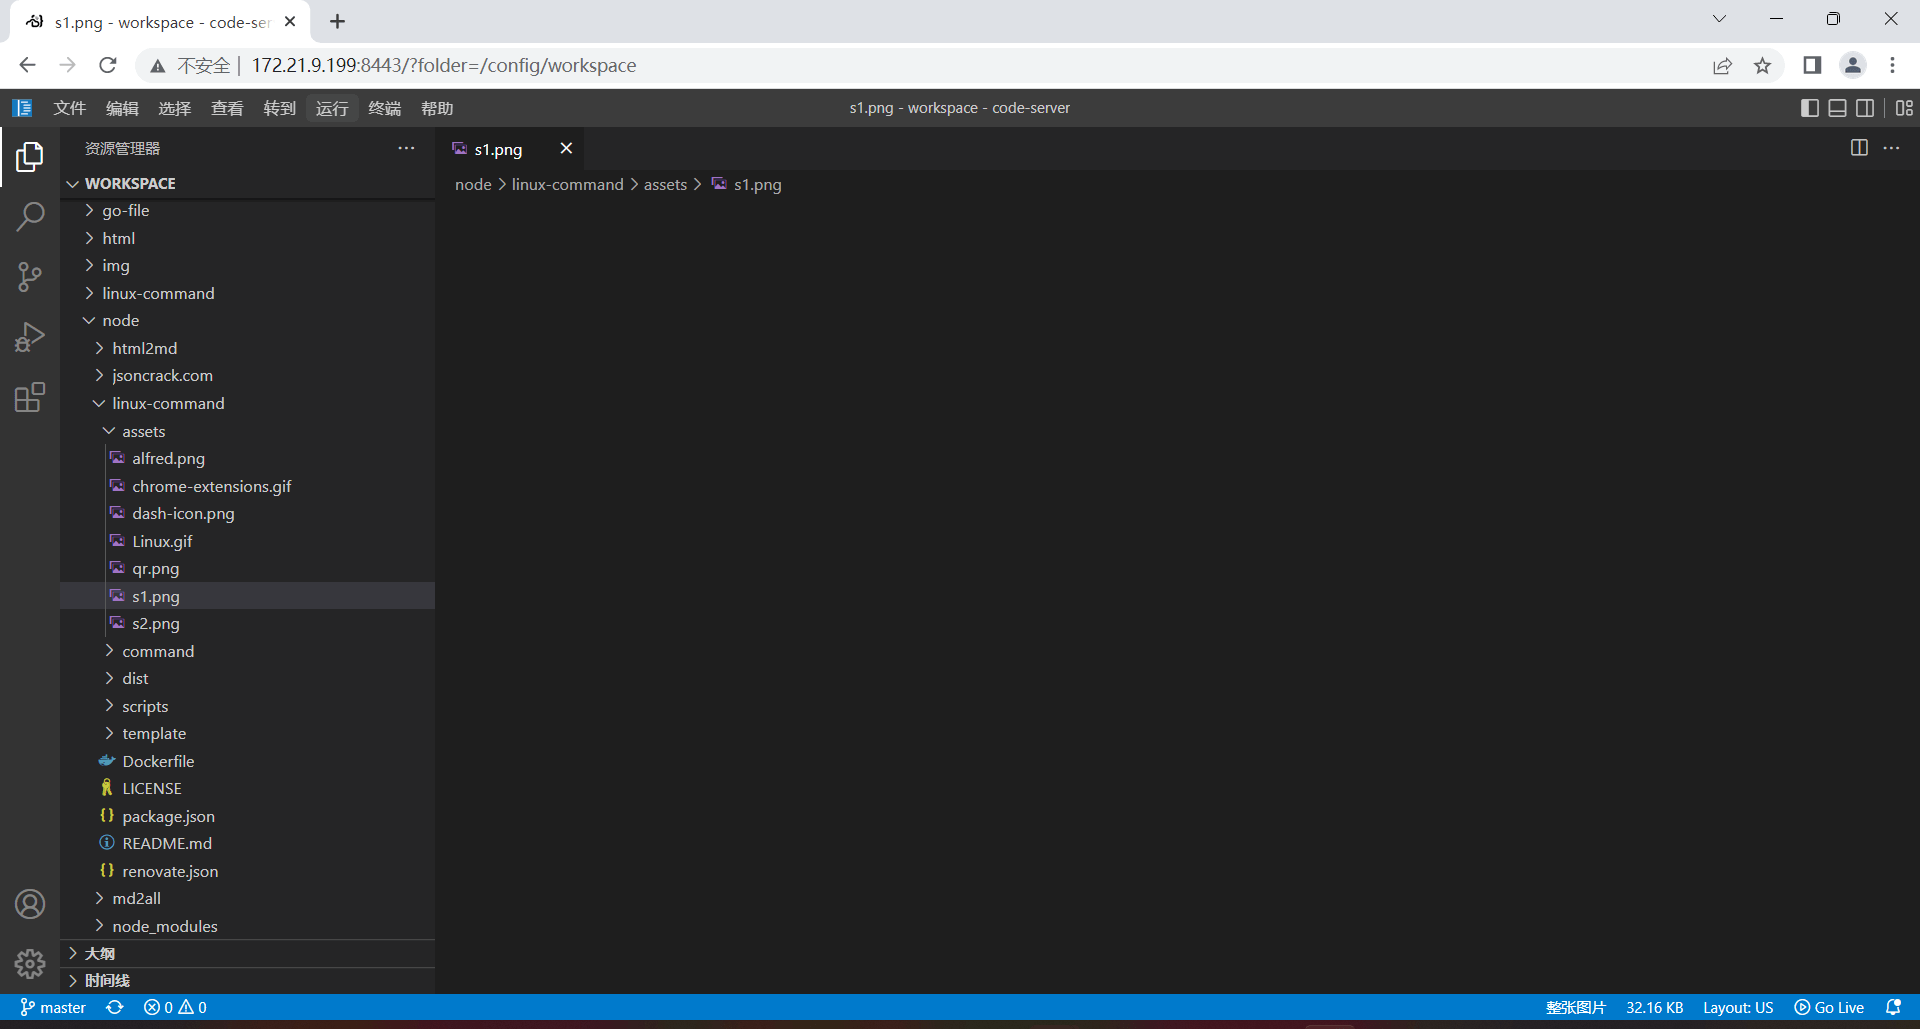 s1.png - workspace - code-ser
不安全 172.21.9.199:8443/?folder=/config/workspace
文件 编辑 选择 查看 转到 运行 终端 帮助
s1.png - workspace - code-server
资源管理器
WORKSPACE
go-file
html
img
linux-command
node
html2md
jsoncrack.com
linux-command
assets
alfred.png
chrome-extensions.gif
dash-icon.png
Linux.gif
qr.png
s1.png
s2.png
command
dist
scripts
template
Dockerfile
LICENSE
package.json
README.md
renovate.json
md2all
node_modules
大纲
时间线
s1.png
node > linux-command > assets > s1.png
master 0 0
整张图片 32.16 KB Layout: US Go Live